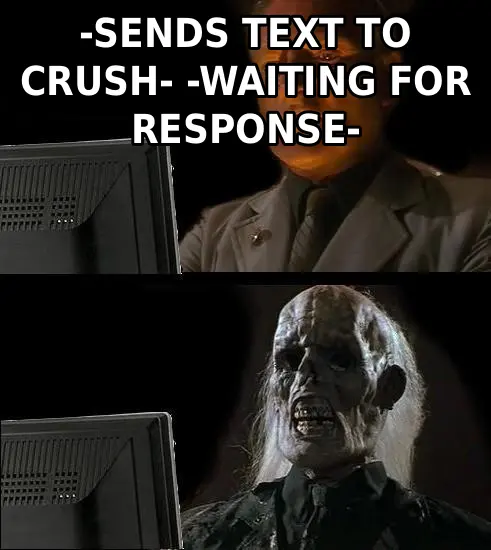 -SENDS TEXT TO
CRUSH- -WAITING FOR
RESPONSE-